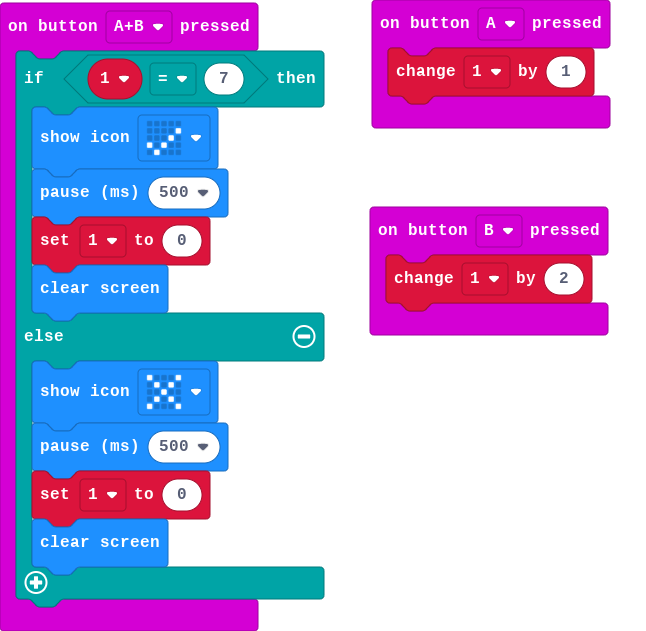 on button A+B pressed
if 1 = 7 then
show icon
pause (ms) 500
set 1 to 0
clear screen
else
show icon
pause (ms) 500
set 1 to 0
clear screen
on button A pressed
change 1 by 1
on button B pressed
change 1 by 2